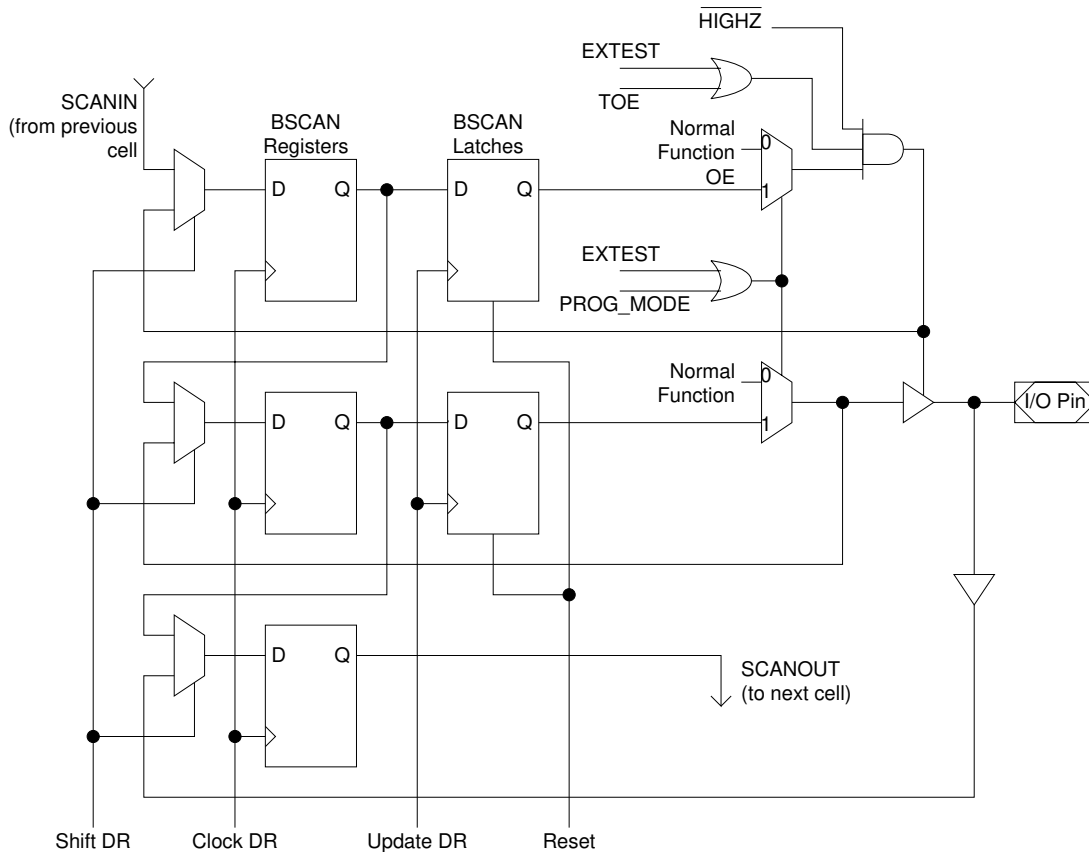 HIGHZ
EXTEST
TOE
SCANIN
(from previous
cell
BSCAN
Registers
BSCAN
Latches
Normal
Function
OE
0
1
D Q
D Q
EXTEST
PROG_MODE
Normal
Function
0
1
I/O Pin
D Q
D Q
D Q
SCANOUT
(to next cell)
Shift DR
Clock DR
Update DR
Reset